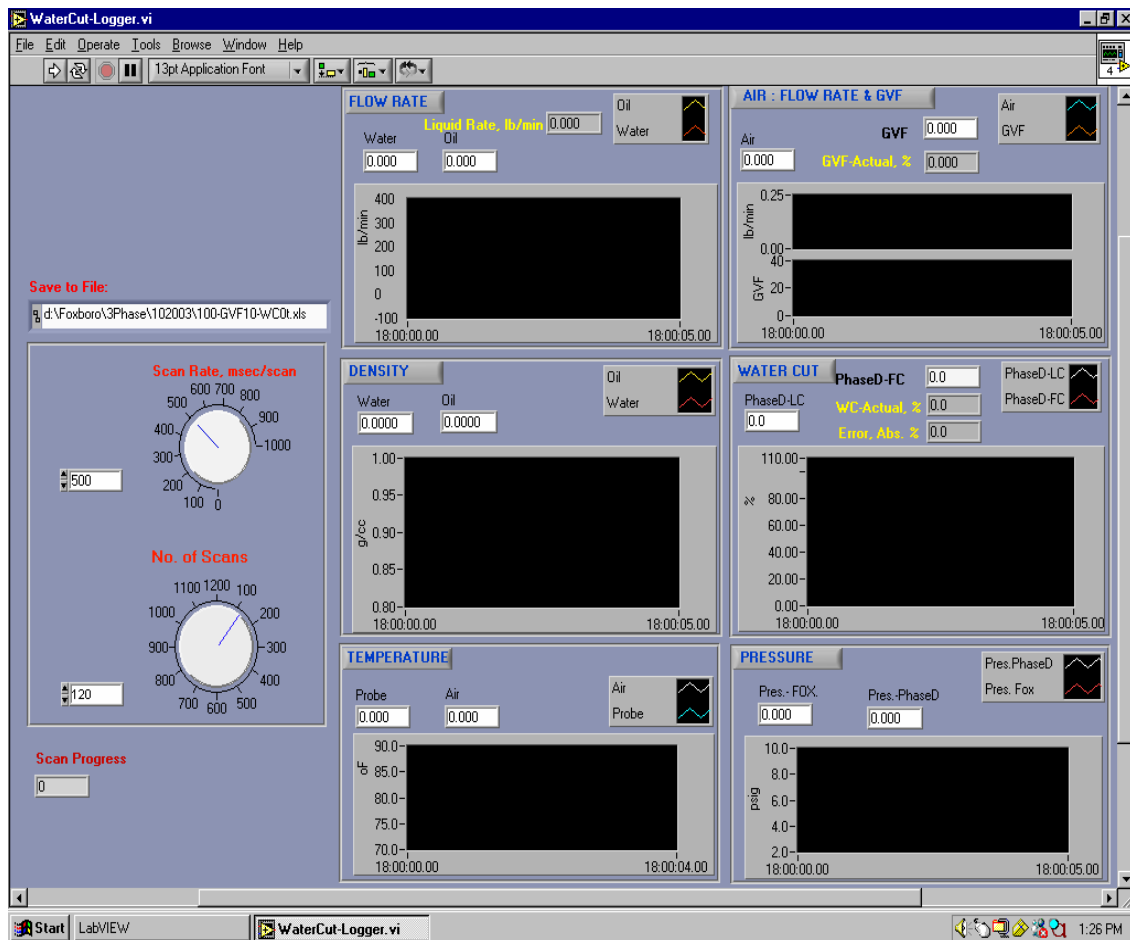 WaterCut-Logger.vi
File Edit Operate Tools Browse Window Help
13pt Application Font
4
Save to File:
d:\Foxboro\3Phase\102003\100-GVF10-WC0t.xls
Scan Rate, msec/scan
0 100 200 300 400 500 600 700 800 900 1000
500
No. of Scans
1100 1200 100 200 300 400 500 600 700 800 900 1000
120
Scan Progress
0
FLOW RATE
Liquid Rate, lb/min 0.000
Oil
Water
Water Oil
0.000 0.000
lb/min
400
300
200
100
0
-100
18:00:00.00 18:00:05.00
AIR : FLOW RATE & GVF
Air
GVF
GVF 0.000
Air
0.000
GVF-Actual, % 0.000
lb/min
0.25
0.00
GVF
40
20
0
18:00:00.00 18:00:05.00
DENSITY
Oil
Water
Water Oil
0.0000 0.0000
g/cc
1.00
0.95
0.90
0.85
0.80
18:00:00.00 18:00:05.00
WATER CUT
PhaseD-FC 0.0
PhaseD-LC
PhaseD-FC
PhaseD-LC
0.0
WC-Actual, % 0.0
Error, Abs. % 0.0
%
110.00
80.00
60.00
40.00
20.00
0.00
18:00:00.00 18:00:05.00
TEMPERATURE
Air
Probe
Probe Air
0.000 0.000
oF
90.0
85.0
80.0
75.0
70.0
18:00:00.00 18:00:04.00
PRESSURE
Pres.PhaseD
Pres. Fox
Pres.- FOX. Pres.-PhaseD
0.000 0.000
psig
10.0
8.0
6.0
4.0
2.0
18:00:00.00 18:00:05.00
Start LabVIEW WaterCut-Logger.vi 1:26 PM